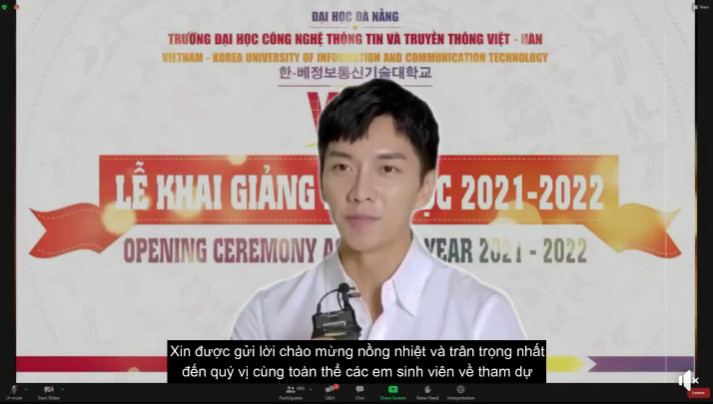 ĐẠI HỌC ĐÀ NẴNG
TRƯỜNG ĐẠI HỌC CÔNG NGHỆ THÔNG TIN VÀ TRUYỀN THÔNG VIỆT - HÀN
VIETNAM - KOREA UNIVERSITY OF INFORMATION AND COMMUNICATION TECHNOLOGY
한-베정보통신기술대학교
V
LỄ KHAI GIẢNG ỌC 2021-2022
OPENING CEREMONY A YEAR 2021 - 2022
Xin được gửi lời chào mừng nồng nhiệt và trân trọng nhất
đến quý vị cùng toàn thể các em sinh viên về tham dự
Unmute Start Video Participants Q&A Chat Share Screen Raise Hand Interpretation Leave